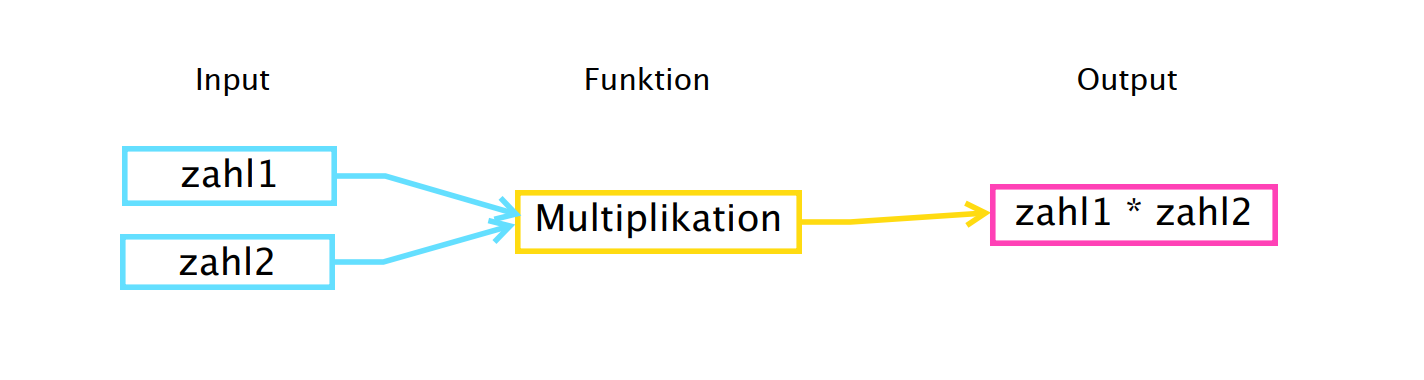 Input
Funktion
Output
zahl1
zahl2
Multiplikation
zahl1 * zahl2